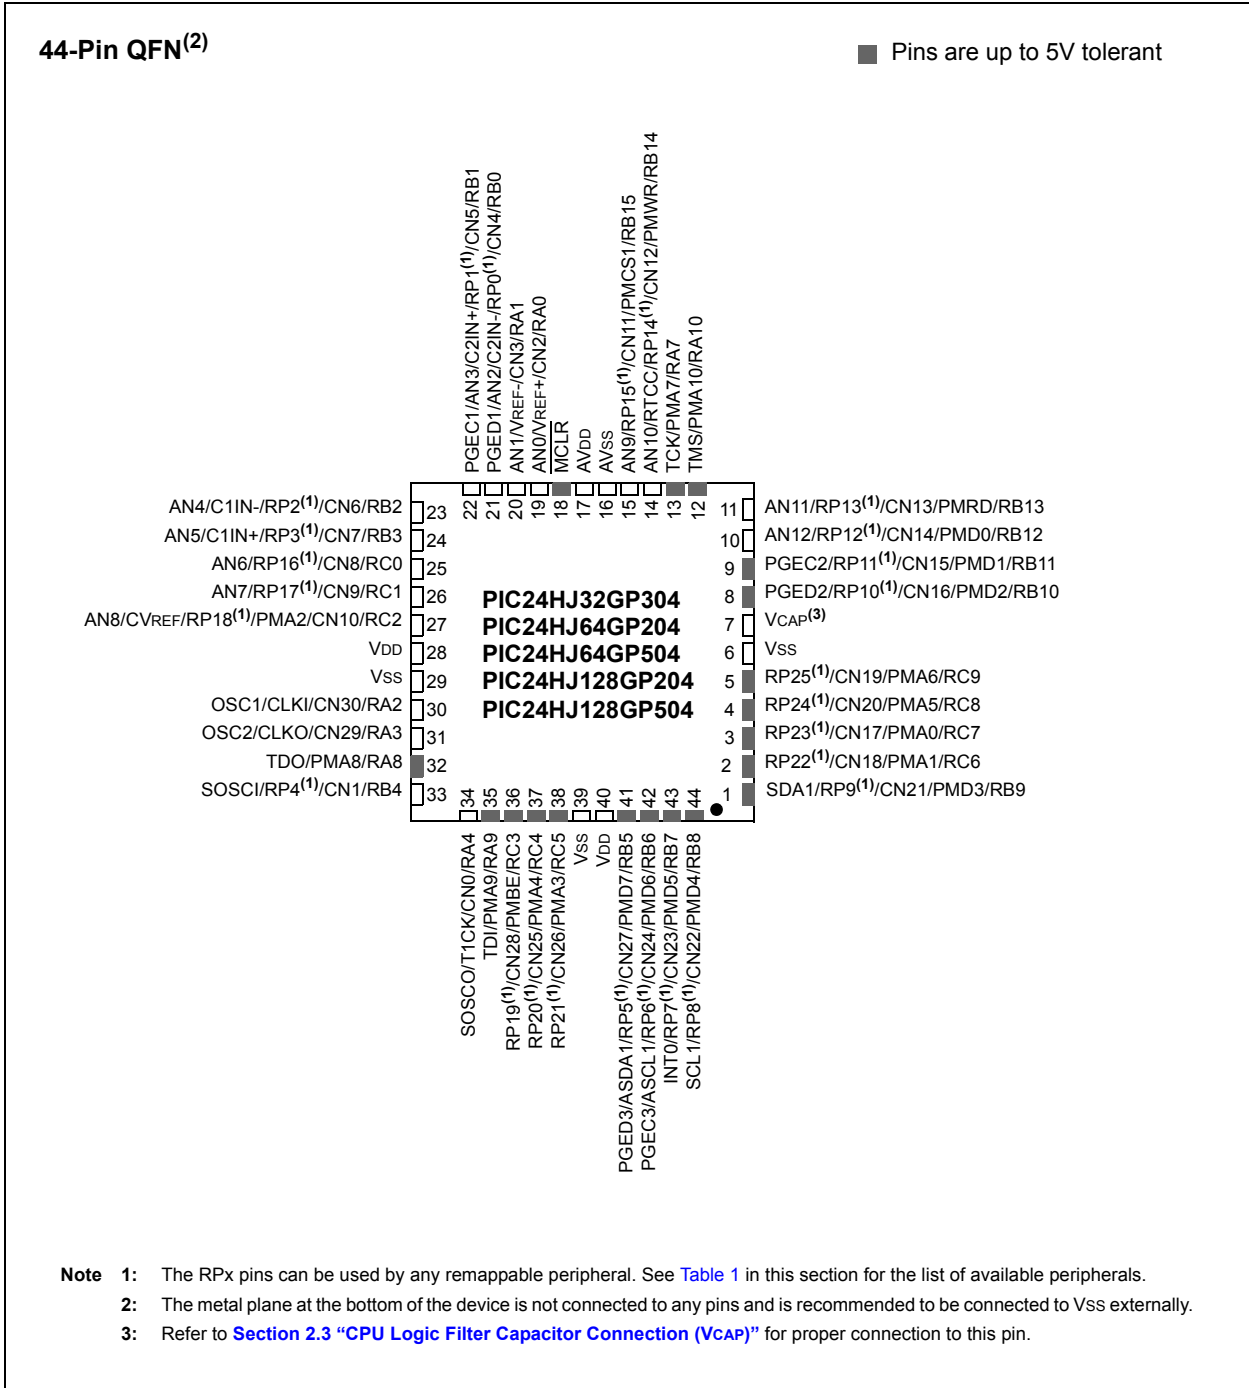 44-Pin QFN(2)
Pins are up to 5V tolerant
PGEC1/AN3/C2IN+/RP1(1)/CN5/RB1
PGED1/AN2/C2IN-/RP0(1)/CN4/RB0
AN1/VREF-/CN3/RA1
AN0/VREF+/CN2/RA0
MCLR
AVDD
AVSS
AN9/RP15(1)/CN11/PMCS1/RB15
AN10/RTCC/RP14(1)/CN12/PMWR/RB14
TCK/PMA7/RA7
TMS/PMA10/RA10
22 21 20 19 18 17 16 15 14 13 12
AN4/C1IN-/RP2(1)/CN6/RB2 23
AN5/C1IN+/RP3(1)/CN7/RB3 24
AN6/RP16(1)/CN8/RC0 25
AN7/RP17(1)/CN9/RC1 26
AN8/CVREF/RP18(1)/PMA2/CN10/RC2 27
VDD 28
VSS 29
OSC1/CLKI/CN30/RA2 30
OSC2/CLKO/CN29/RA3 31
TDO/PMA8/RA8 32
SOSCI/RP4(1)/CN1/RB4 33
PIC24HJ32GP304
PIC24HJ64GP204
PIC24HJ64GP504
PIC24HJ128GP204
PIC24HJ128GP504
11 AN11/RP13(1)/CN13/PMRD/RB13
10 AN12/RP12(1)/CN14/PMD0/RB12
9 PGEC2/RP11(1)/CN15/PMD1/RB11
8 PGED2/RP10(1)/CN16/PMD2/RB10
7 VCAP(3)
6 VSS
5 RP25(1)/CN19/PMA6/RC9
4 RP24(1)/CN20/PMA5/RC8
3 RP23(1)/CN17/PMA0/RC7
2 RP22(1)/CN18/PMA1/RC6
1 SDA1/RP9(1)/CN21/PMD3/RB9
34 35 36 37 38 39 40 41 42 43 44
SOSCO/T1CK/CN0/RA4
TDI/PMA9/RA9
RP19(1)/CN28/PMBE/RC3
RP20(1)/CN25/PMA4/RC4
RP21(1)/CN26/PMA3/RC5
VSS
VDD
PGED3/ASDA1/RP5(1)/CN27/PMD7/RB5
PGEC3/ASCL1/RP6(1)/CN24/PMD6/RB6
INT0/RP7(1)/CN23/PMD5/RB7
SCL1/RP8(1)/CN22/PMD4/RB8
Note 1: The RPx pins can be used by any remappable peripheral. See Table 1 in this section for the list of available peripherals.
2: The metal plane at the bottom of the device is not connected to any pins and is recommended to be connected to VSS externally.
3: Refer to Section 2.3 “CPU Logic Filter Capacitor Connection (VCAP)” for proper connection to this pin.